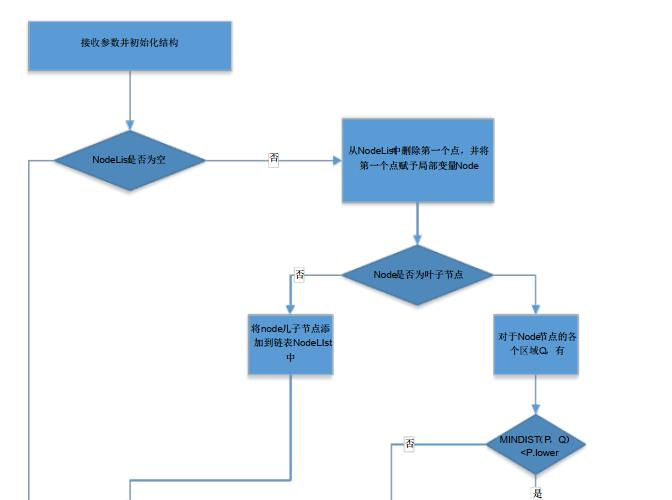 接收参数并初始化结构
NodeList是否为空
否
从NodeList中删除第一个点，并将
第一个点赋予局部变量Node
Node是否为叶子节点
否
将node儿子节点添
加到链表NodeLIst
中
对于Node节点的各
个区域Q，有
MINDIST(P，Q)
<P.lower
否
是